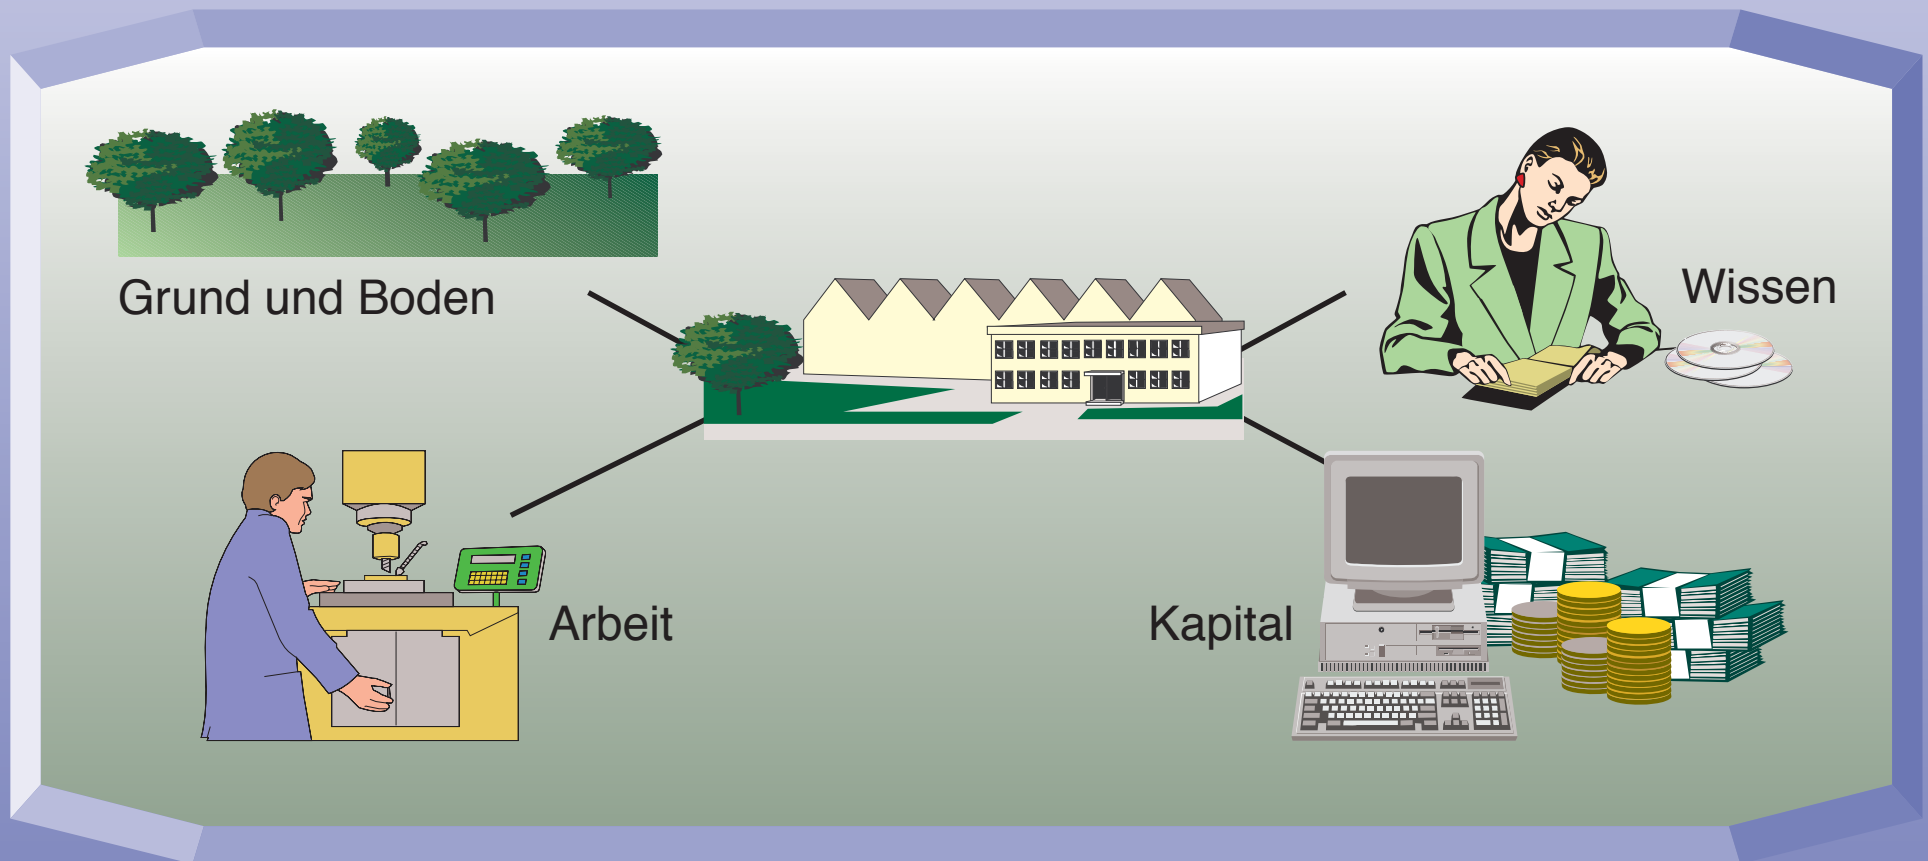 Grund und Boden
Wissen
Arbeit
Kapital